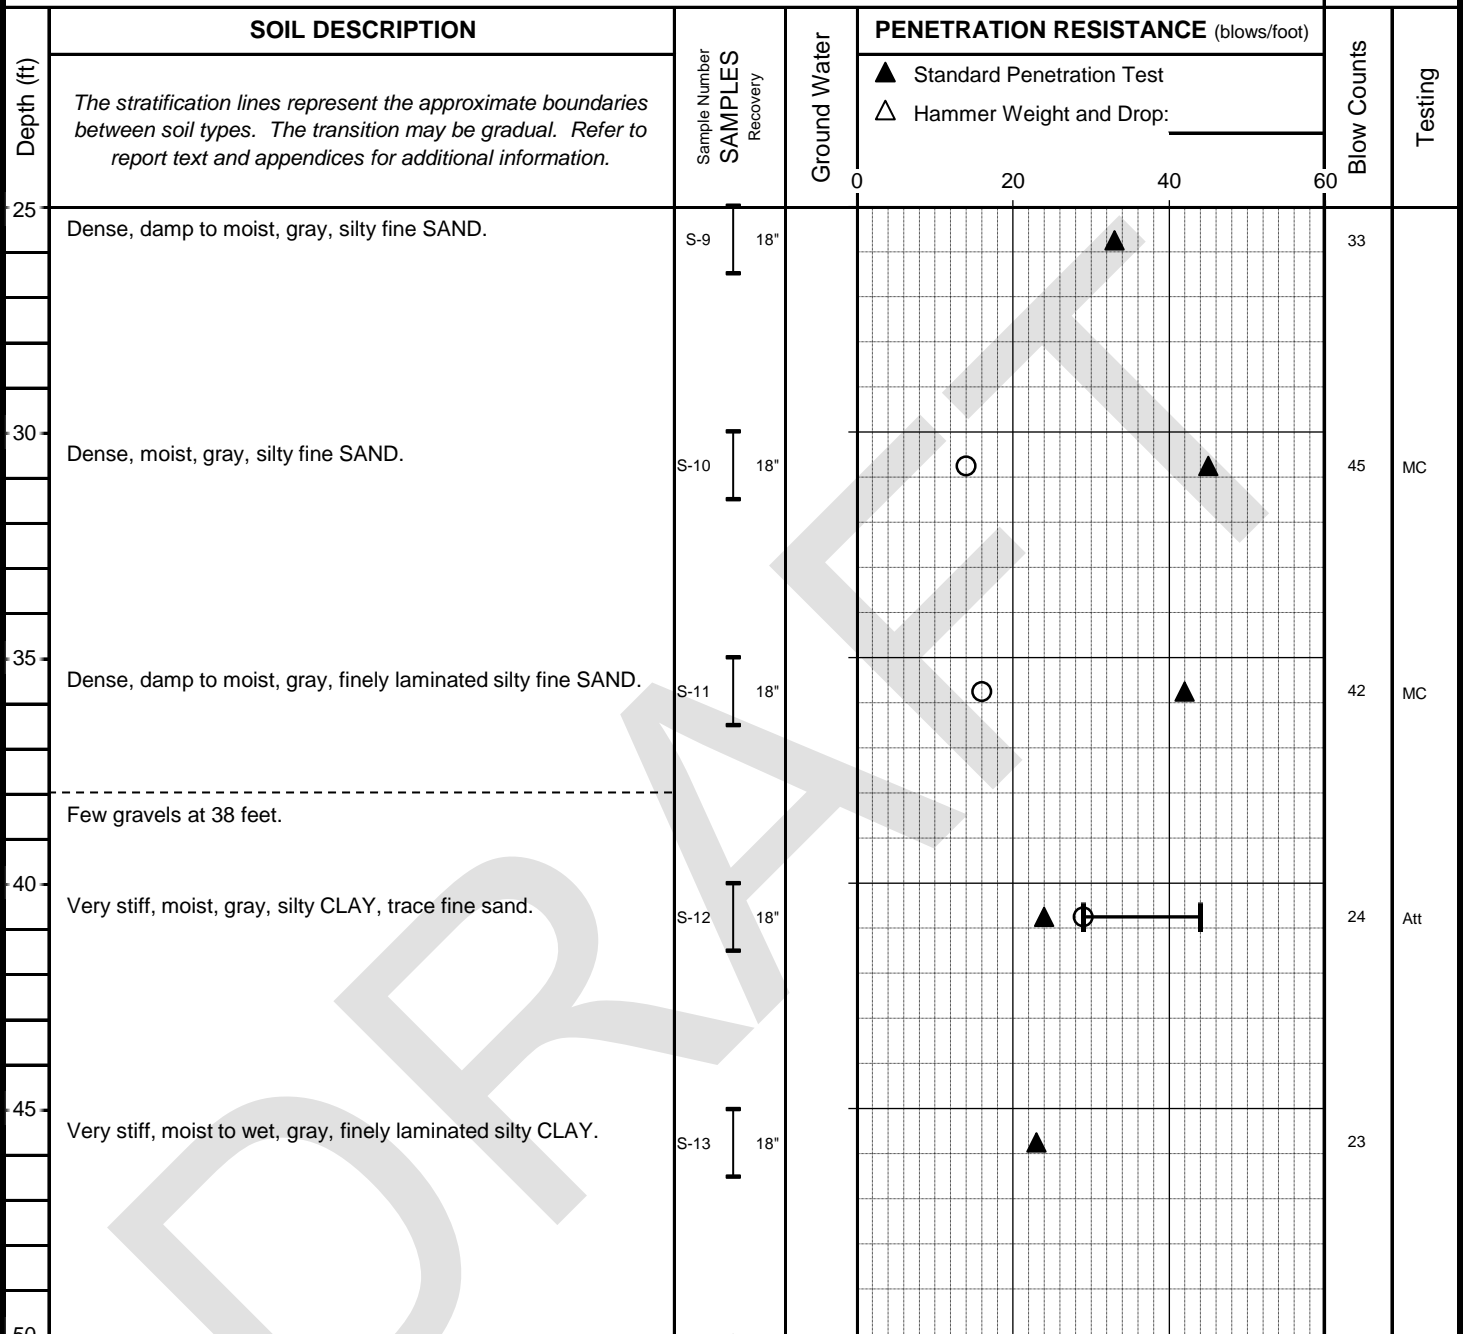 SOIL DESCRIPTION
The stratification lines represent the approximate boundaries
between soil types. The transition may be gradual. Refer to
report text and appendices for additional information.
Depth (ft)
Sample Number
SAMPLES
Recovery
Ground Water
PENETRATION RESISTANCE (blows/foot)
▲ Standard Penetration Test
△ Hammer Weight and Drop:
0 20 40 60
Blow Counts
Testing
25
Dense, damp to moist, gray, silty fine SAND.
S-9 18" 33
30
Dense, moist, gray, silty fine SAND.
S-10 18" 45 MC
35
Dense, damp to moist, gray, finely laminated silty fine SAND.
S-11 18" 42 MC
Few gravels at 38 feet.
40
Very stiff, moist, gray, silty CLAY, trace fine sand.
S-12 18" 24 Att
45
Very stiff, moist to wet, gray, finely laminated silty CLAY.
S-13 18" 23
50
DRAFT